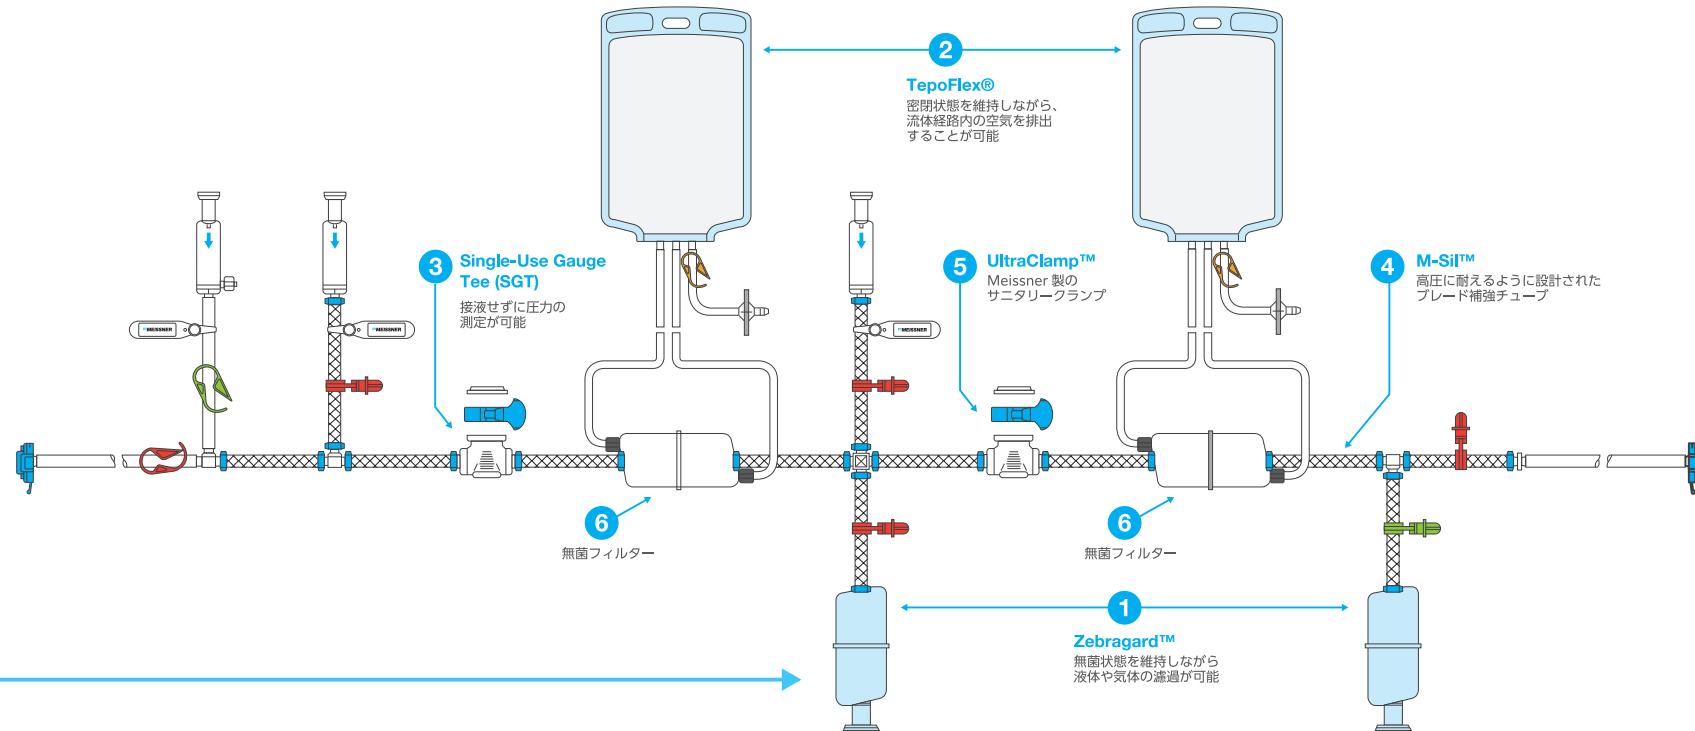 2
TepoFlex®
密閉状態を維持しながら、
流体経路内の空気を排出
することが可能
3
Single-Use Gauge
Tee (SGT)
接液せずに圧力の
測定が可能
5
UltraClamp™
Meissner 製の
サニタリークランプ
4
M-Sil™
高圧に耐えるように設計された
ブレード補強チューブ
MEISSNER
MEISSNER
MEISSNER
6
無菌フィルター
6
無菌フィルター
1
Zebragard™
無菌状態を維持しながら
液体や気体の濾過が可能